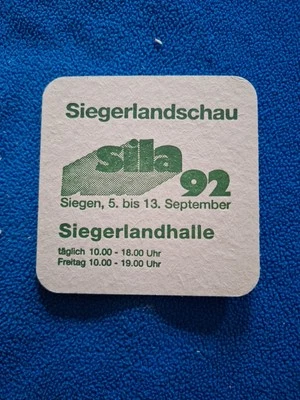 Siegerlandschau
sila 92
Siegen, 5. bis 13. September
Siegerlandhalle
täglich 10.00 - 18.00 Uhr
Freitag 10.00 - 19.00 Uhr